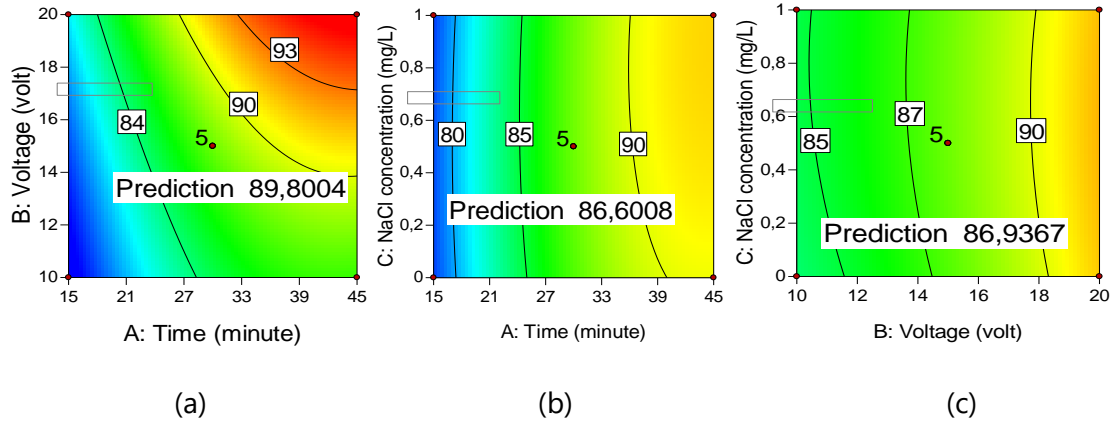 B: Voltage (volt)
20
18
16
14
12
10
93
90
84
5
Prediction 89,8004
15 21 27 33 39 45
A: Time (minute)
(a)
C: NaCl concentration (mg/L)
1
0,8
0,6
0,4
0,2
0
80
85
90
5
Prediction 86,6008
15 21 27 33 39 45
A: Time (minute)
(b)
C: NaCl concentration (mg/L)
1
0,8
0,6
0,4
0,2
0
85
87
90
5
Prediction 86,9367
10 12 14 16 18 20
B: Voltage (volt)
(c)